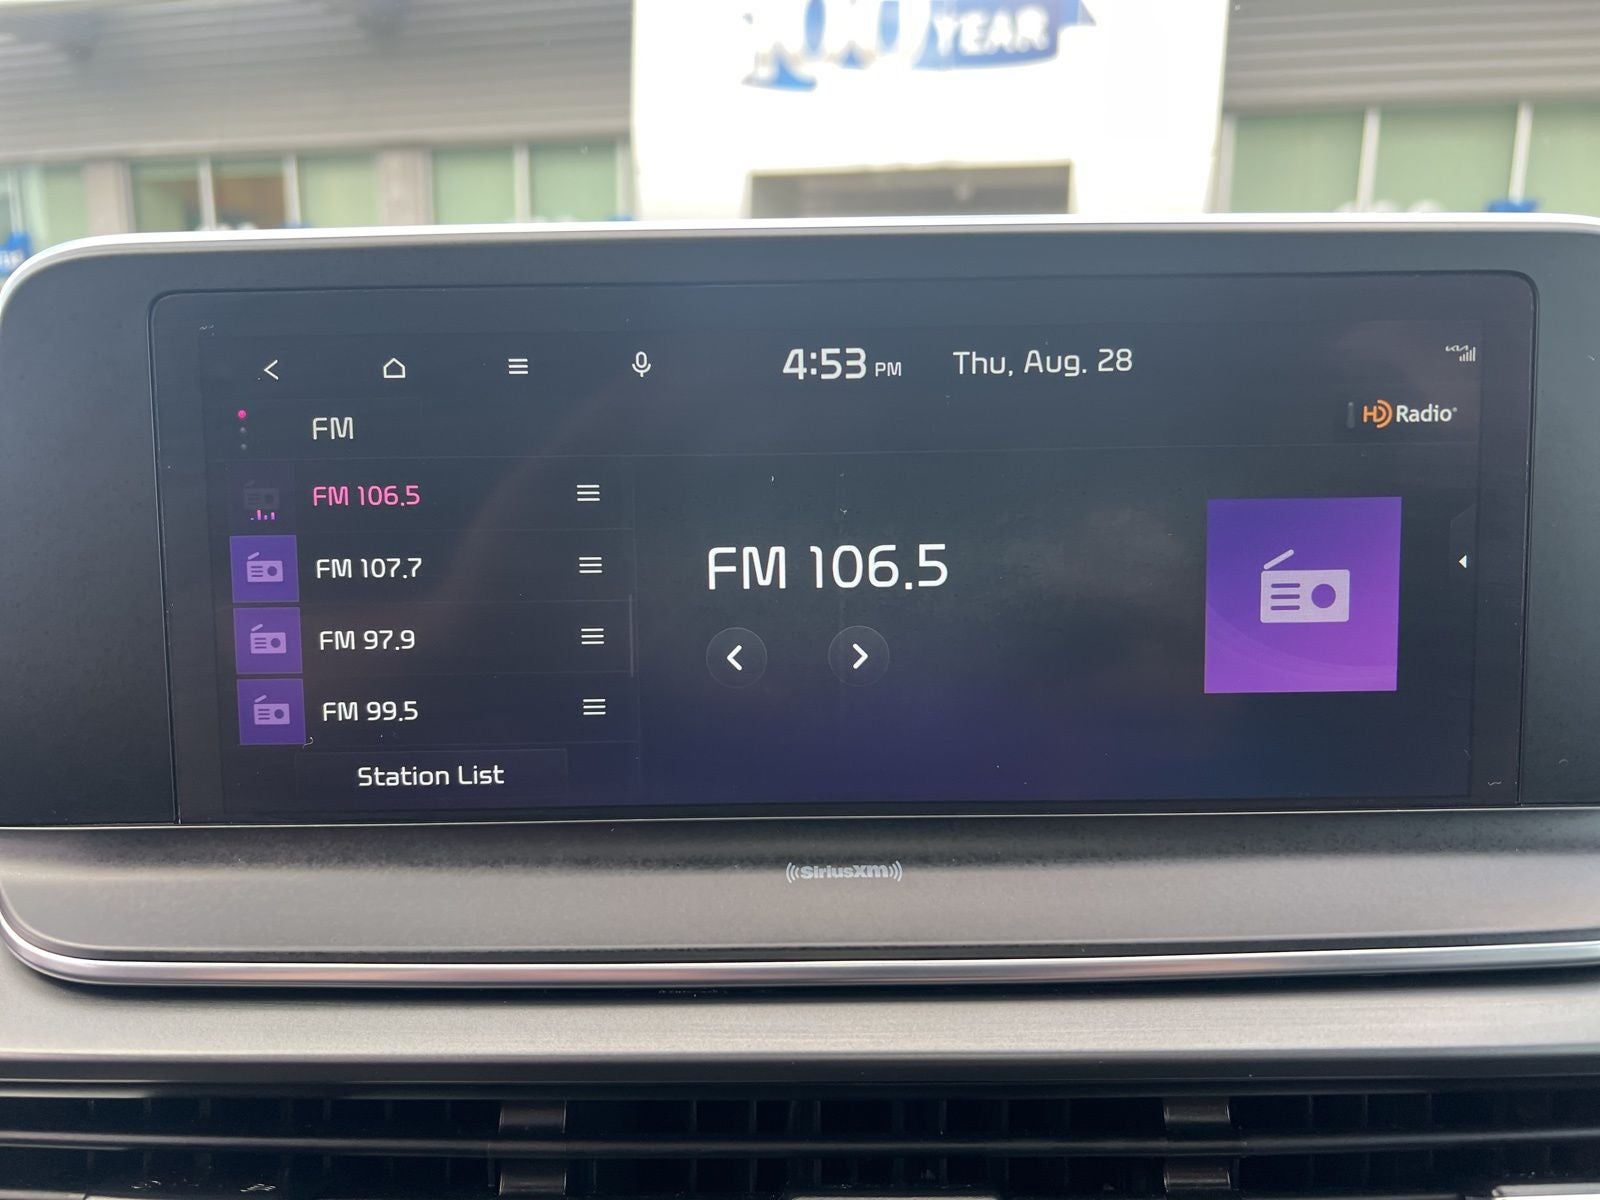 YEAR
4:53 PM Thu, Aug. 28
KIA
FM
HD Radio
FM 106.5
FM 107.7
FM 97.9
FM 99.5
FM 106.5
Station List
((SiriusXM))